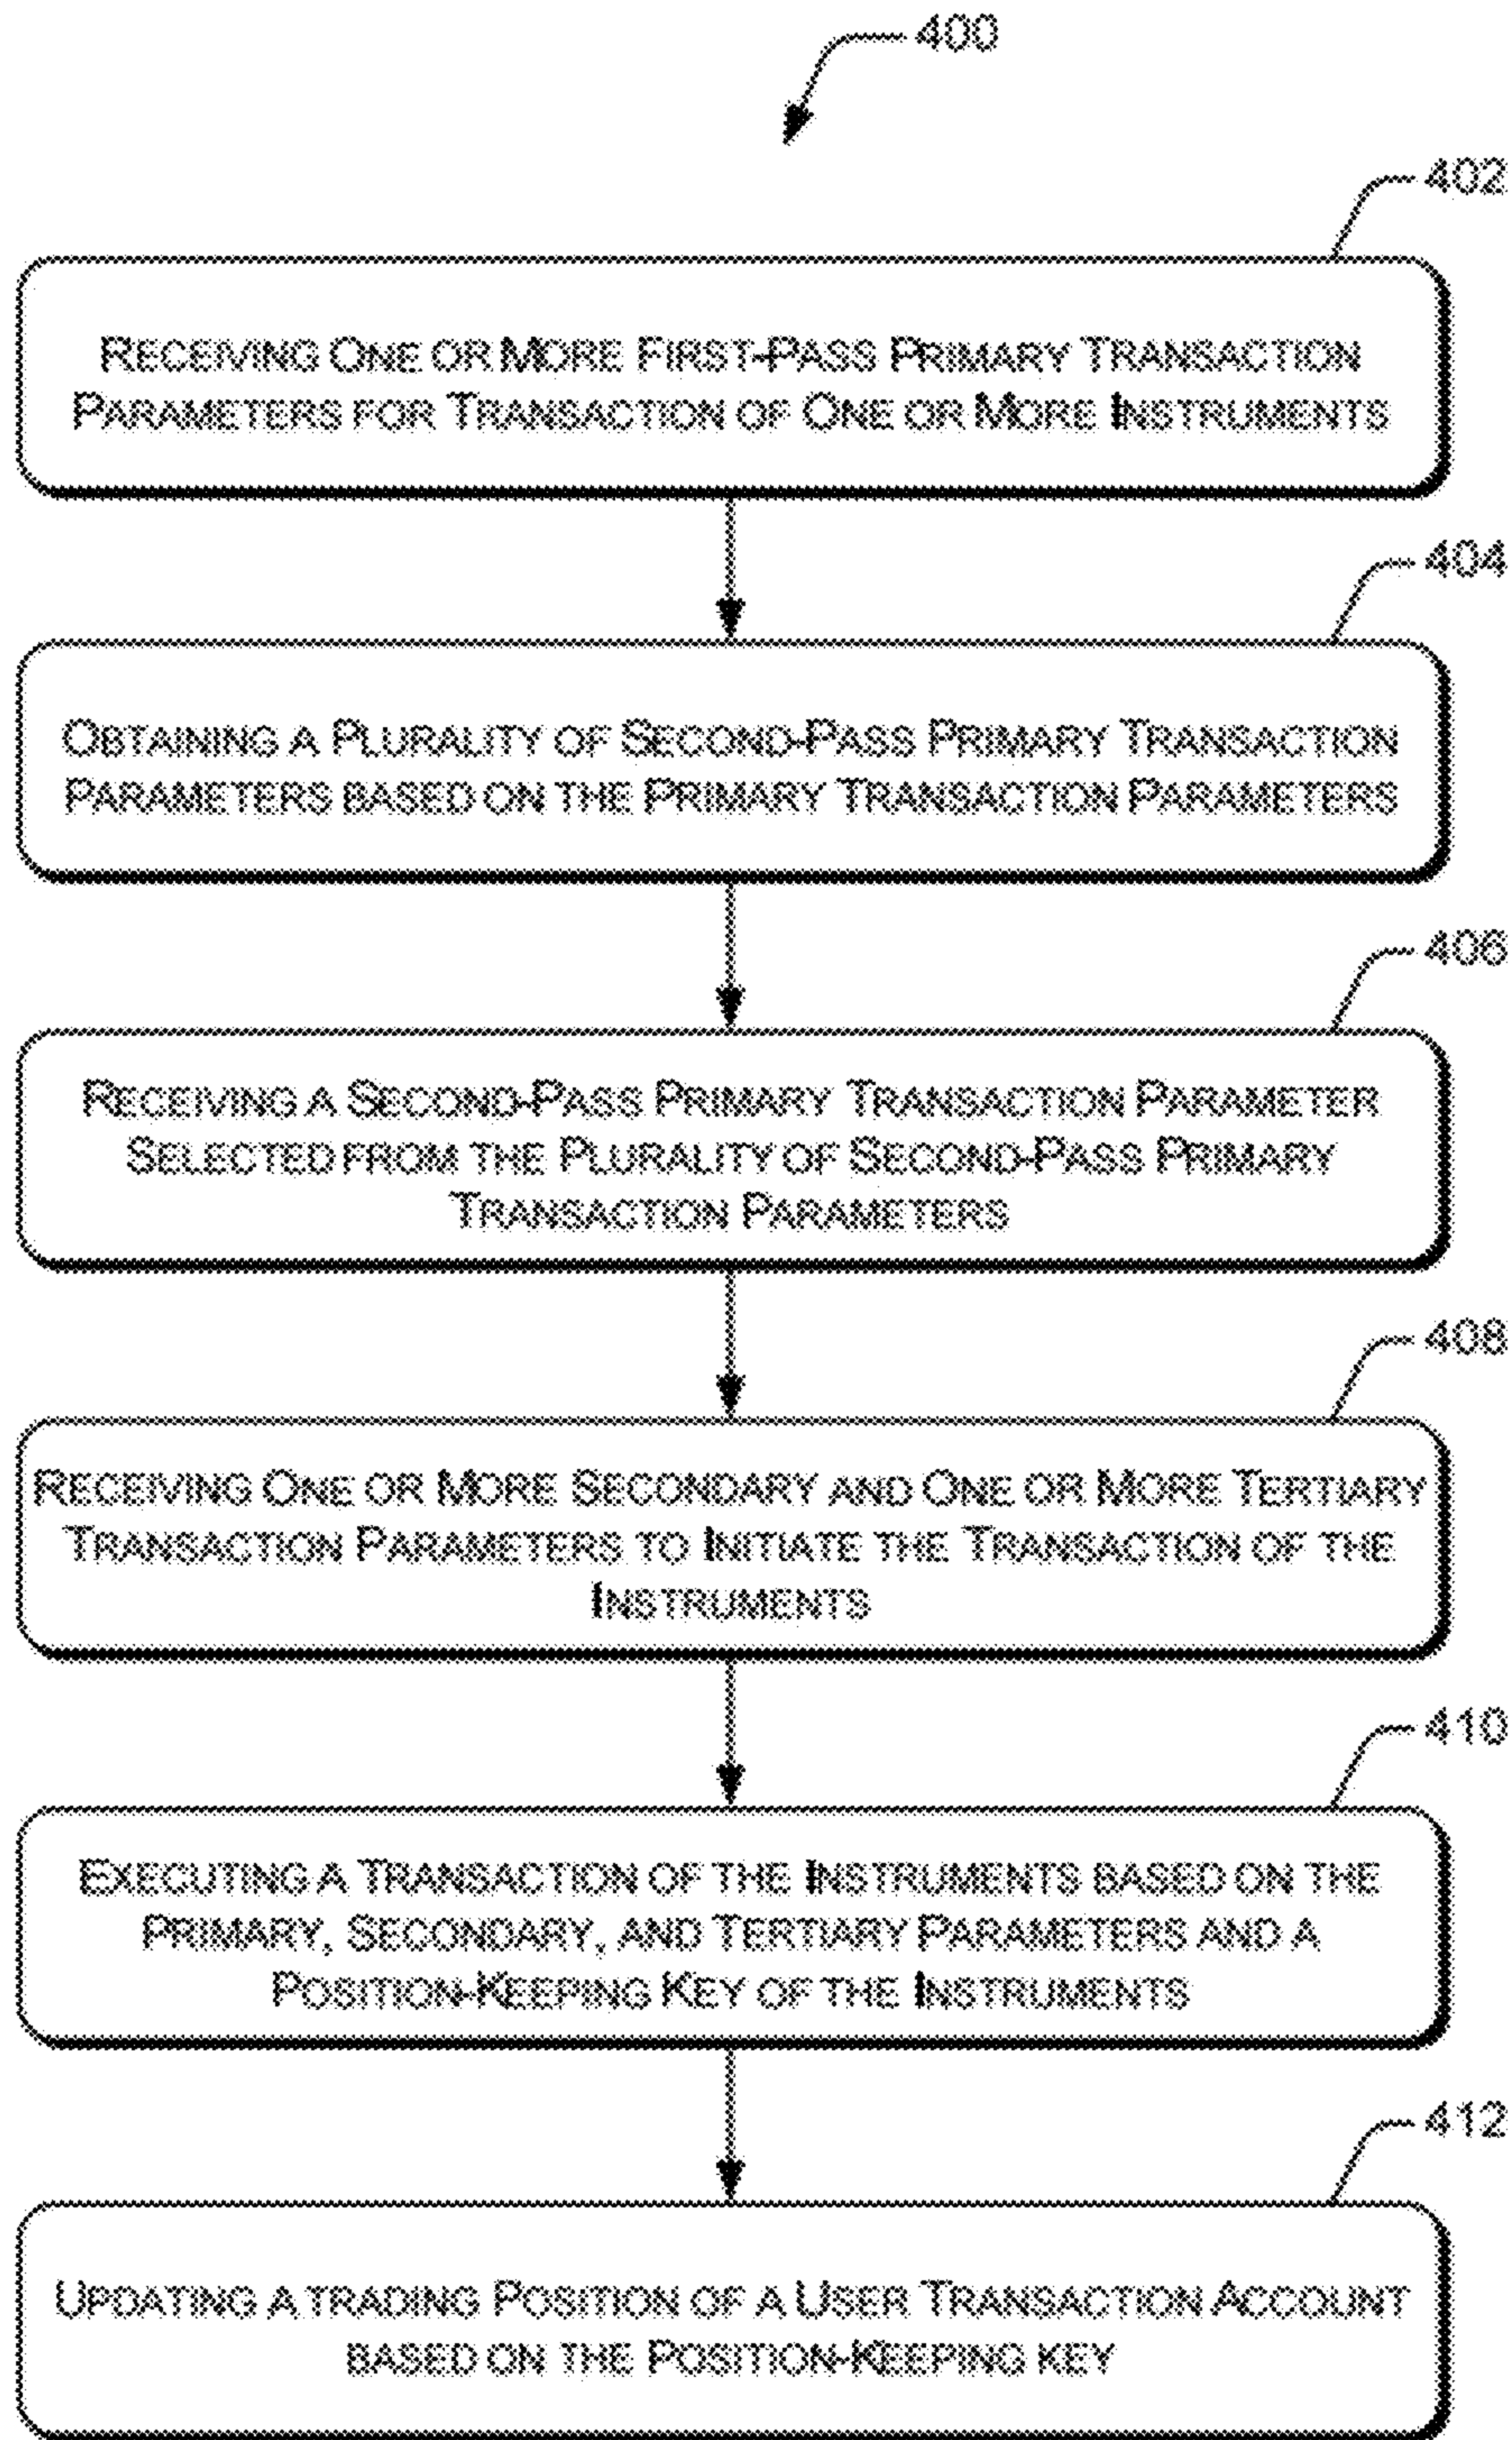 400
402
RECEIVING ONE OR MORE FIRST-PASS PRIMARY TRANSACTION
PARAMETERS FOR TRANSACTION OF ONE OR MORE INSTRUMENTS
404
OBTAINING A PLURALITY OF SECOND-PASS PRIMARY TRANSACTION
PARAMETERS BASED ON THE PRIMARY TRANSACTION PARAMETERS
406
RECEIVING A SECOND-PASS PRIMARY TRANSACTION PARAMETER
SELECTED FROM THE PLURALITY OF SECOND-PASS PRIMARY
TRANSACTION PARAMETERS
408
RECEIVING ONE OR MORE SECONDARY AND ONE OR MORE TERTIARY
TRANSACTION PARAMETERS TO INITIATE THE TRANSACTION OF THE
INSTRUMENTS
410
EXECUTING A TRANSACTION OF THE INSTRUMENTS BASED ON THE
PRIMARY, SECONDARY, AND TERTIARY PARAMETERS AND A
POSITION-KEEPING KEY OF THE INSTRUMENTS
412
UPDATING A TRADING POSITION OF A USER TRANSACTION ACCOUNT
BASED ON THE POSITION-KEEPING KEY